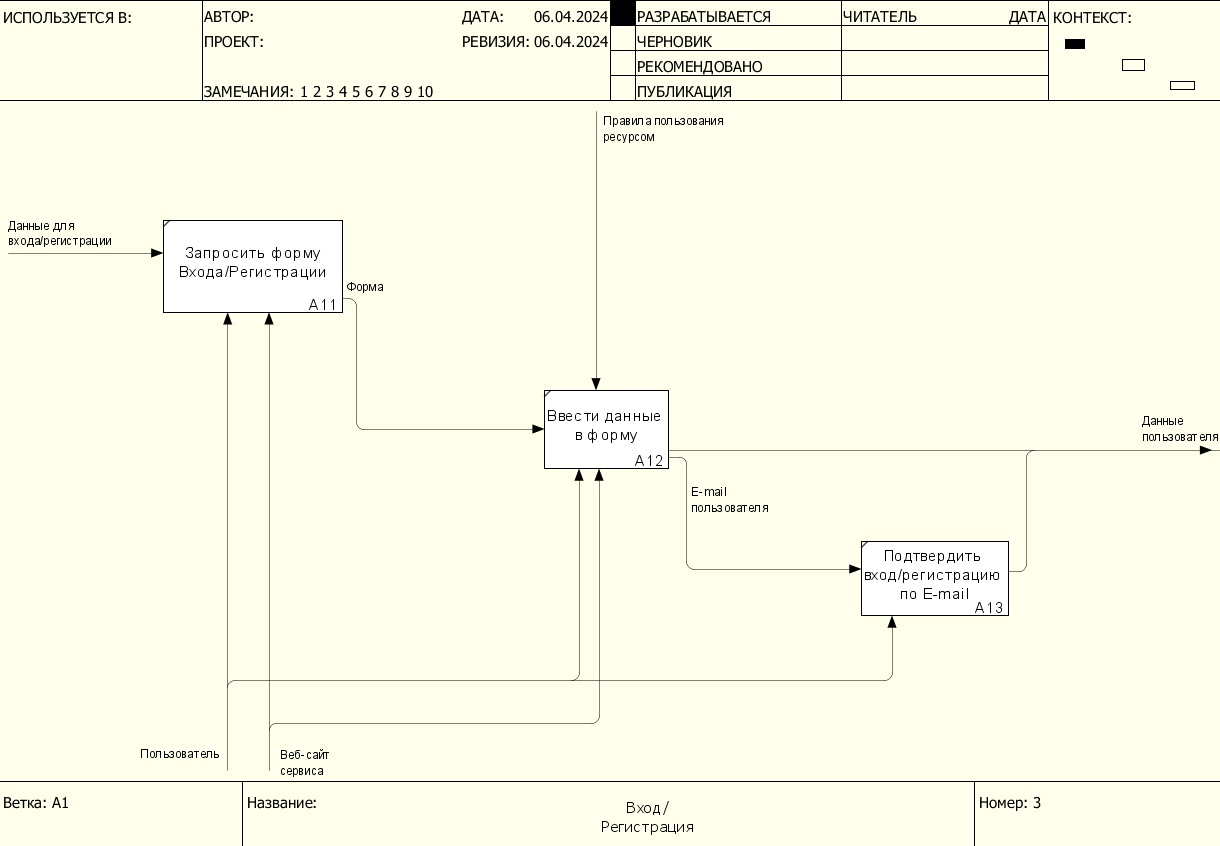 ИСПОЛЬЗУЕТСЯ В:
АВТОР:
ДАТА: 06.04.2024
ПРОЕКТ:
РЕВИЗИЯ: 06.04.2024
ЗАМЕЧАНИЯ: 1 2 3 4 5 6 7 8 9 10
РАЗРАБАТЫВАЕТСЯ
ЧЕРНОВИК
РЕКОМЕНДОВАНО
ПУБЛИКАЦИЯ
ЧИТАТЕЛЬ
ДАТА
КОНТЕКСТ:
Правила пользования
ресурсом
Данные для
входа/регистрации
Запросить форму
Входа/Регистрации
A11
Форма
Ввести данные
в форму
A12
Данные
пользователя
E-mail
пользователя
Подтвердить
вход/регистрацию
по E-mail
A13
Пользователь
Веб-сайт
сервиса
Ветка: A1
Название:
Вход/
Регистрация
Номер: 3